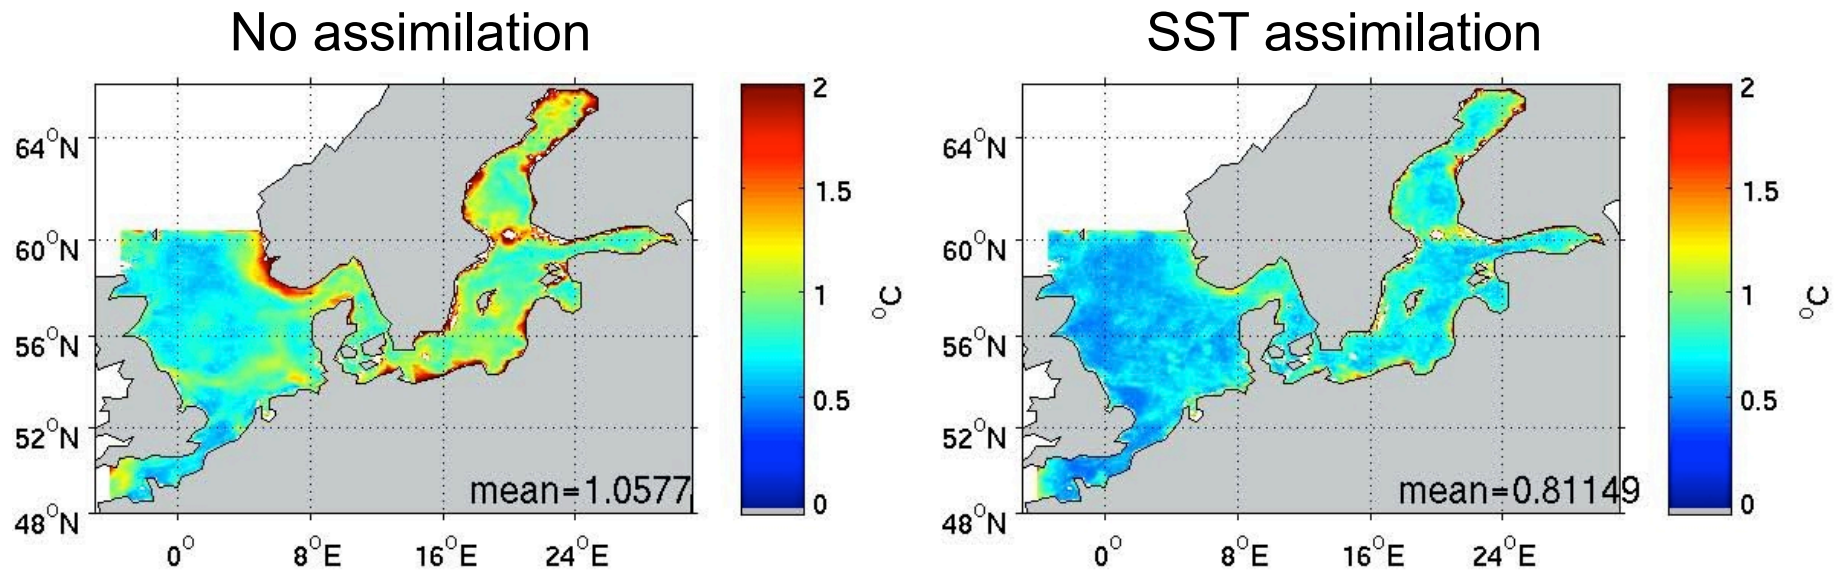 No assimilation
64°N
60°N
56°N
52°N
48°N
0°
8°E
16°E
24°E
mean=1.0577
2
1.5
1
0.5
0
°C
SST assimilation
64°N
60°N
56°N
52°N
48°N
0°
8°E
16°E
24°E
mean=0.81149
2
1.5
1
0.5
0
°C